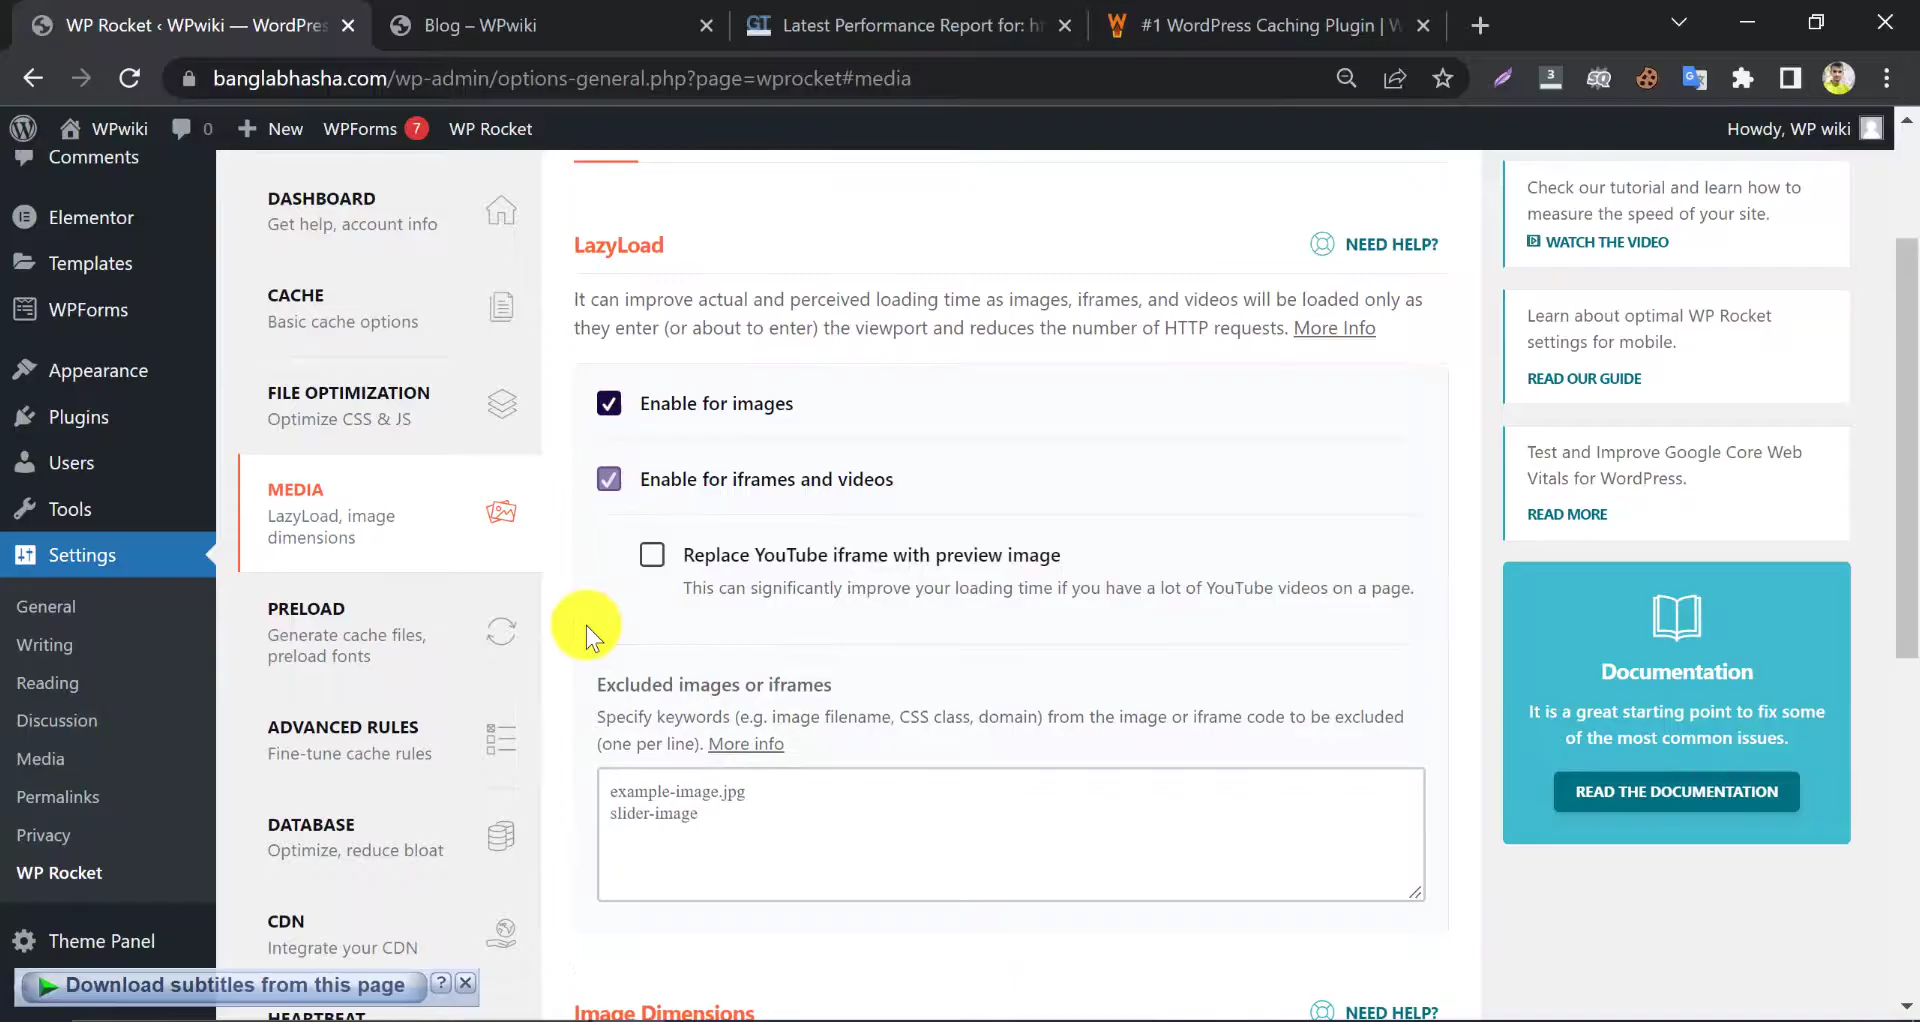 WP Rocket ‹ WPwiki — WordPres
Blog – WPwiki
Latest Performance Report for: ht
#1 WordPress Caching Plugin | W
banglabhasha.com/wp-admin/options-general.php?page=wprocket#media
3
WPwiki
0
New
WPForms 7
WP Rocket
Howdy, WP wiki
Comments
Elementor
Templates
WPForms
Appearance
Plugins
Users
Tools
Settings
General
Writing
Reading
Discussion
Media
Permalinks
Privacy
WP Rocket
Theme Panel
Download subtitles from this page
?
DASHBOARD
Get help, account info
CACHE
Basic cache options
FILE OPTIMIZATION
Optimize CSS & JS
MEDIA
LazyLoad, image
dimensions
PRELOAD
Generate cache files,
preload fonts
ADVANCED RULES
Fine-tune cache rules
DATABASE
Optimize, reduce bloat
CDN
Integrate your CDN
HEARTBEAT
LazyLoad
NEED HELP?
It can improve actual and perceived loading time as images, iframes, and videos will be loaded only as
they enter (or about to enter) the viewport and reduces the number of HTTP requests. More Info
Enable for images
Enable for iframes and videos
Replace YouTube iframe with preview image
This can significantly improve your loading time if you have a lot of YouTube videos on a page.
Excluded images or iframes
Specify keywords (e.g. image filename, CSS class, domain) from the image or iframe code to be excluded
(one per line). More info
example-image.jpg
slider-image
Image Dimensions
NEED HELP?
Check our tutorial and learn how to
measure the speed of your site.
WATCH THE VIDEO
Learn about optimal WP Rocket
settings for mobile.
READ OUR GUIDE
Test and Improve Google Core Web
Vitals for WordPress.
READ MORE
Documentation
It is a great starting point to fix some
of the most common issues.
READ THE DOCUMENTATION